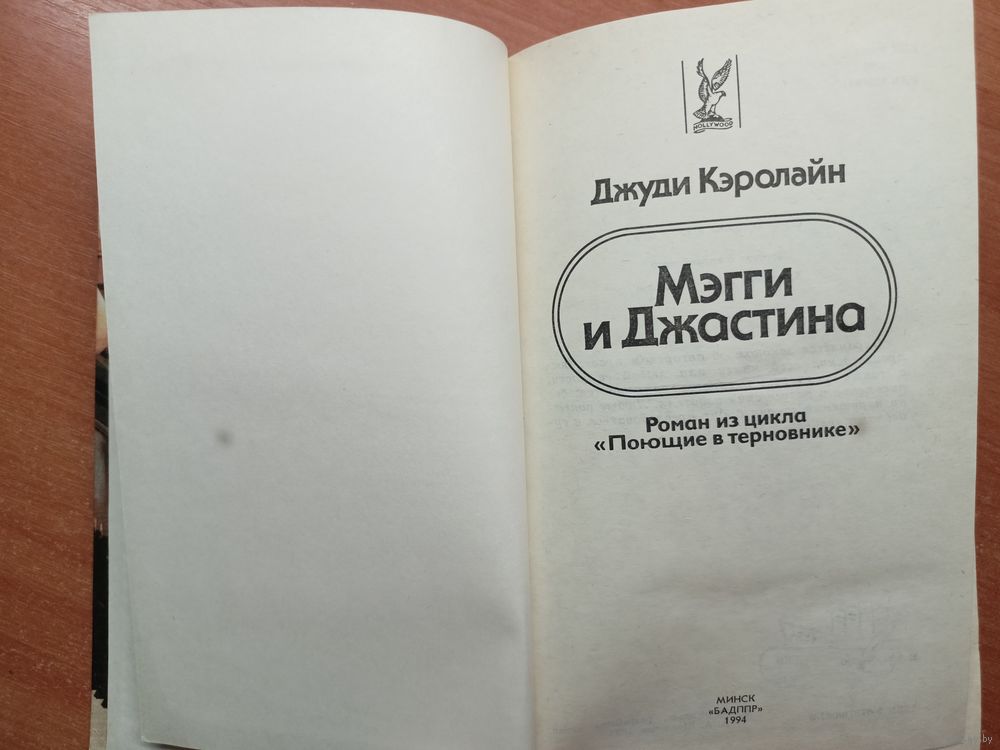 HOLLYWOOD
Джуди Кэролайн
Мэгги
и Джастина
Роман из цикла
«Поющие в терновнике»
МИНСК
«БАДППР»
1994